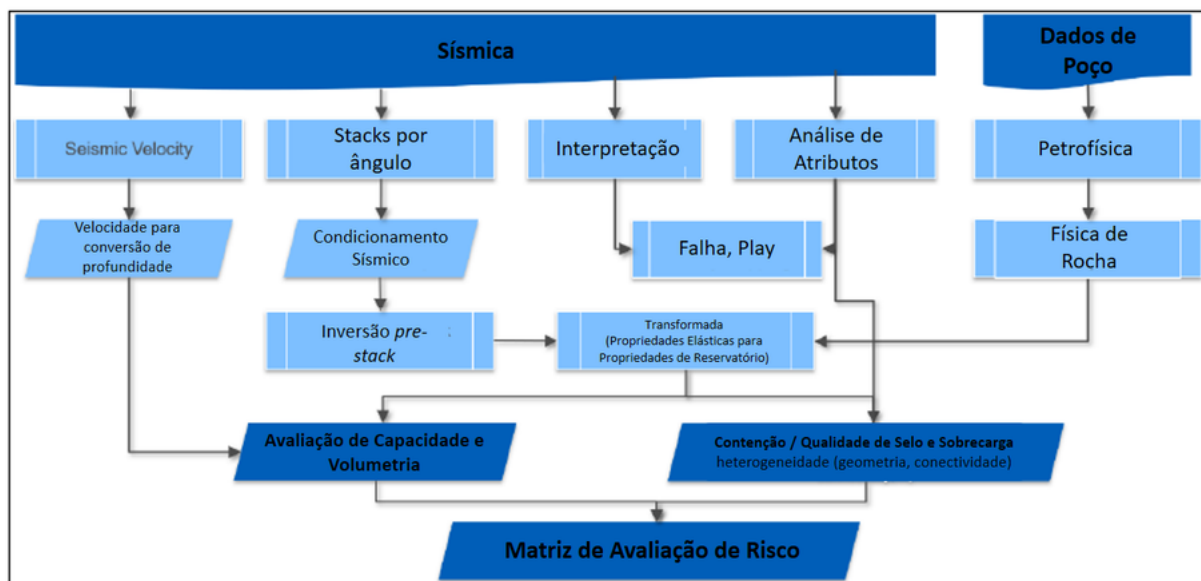 Sísmica
Dados de
Poço
Seismic Velocity
Stacks por
ângulo
Interpretação
Análise de
Atributos
Petrofísica
Velocidade para
conversão de
profundidade
Condicionamento
Sísmico
Falha, Play
Física de
Rocha
Inversão pre-
stack
Transformada
(Propriedades Elásticas para
Propriedades de Reservatório)
Avaliação de Capacidade e
Volumetria
Contenção / Qualidade de Selo e Sobrecarga
heterogeneidade (geometria, conectividade)
Matriz de Avaliação de Risco